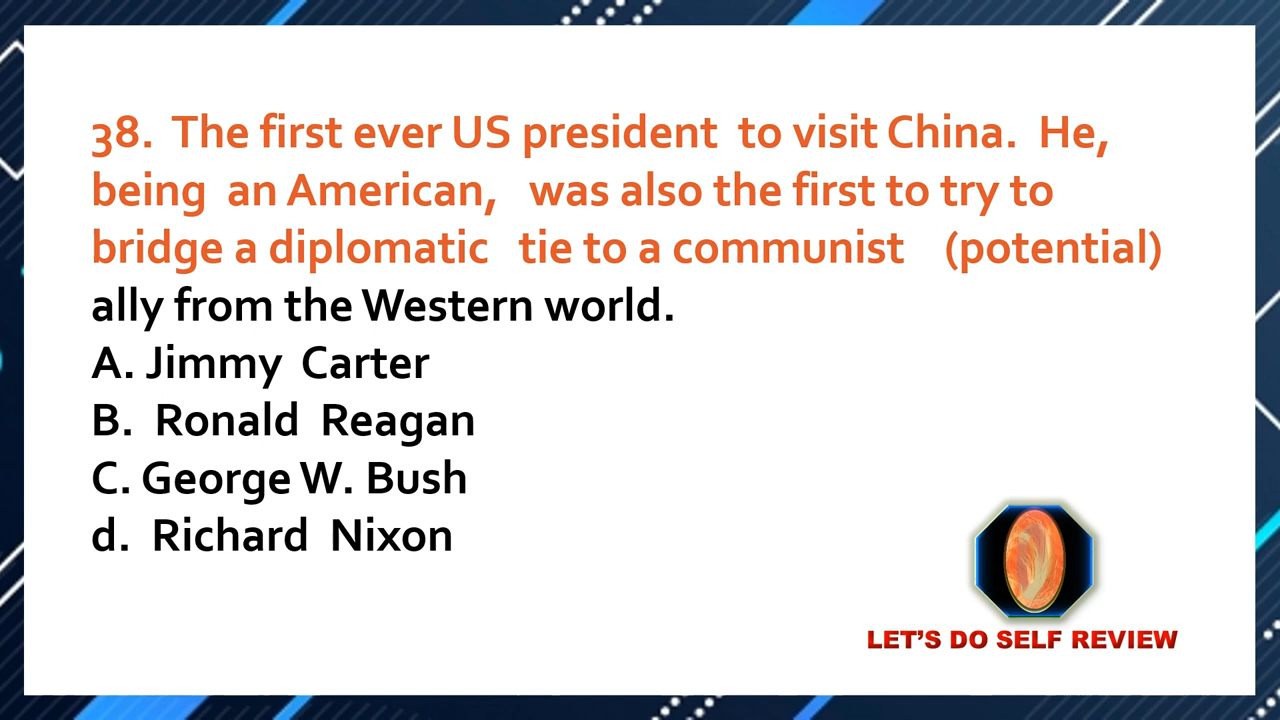 38. The first ever US president to visit China. He,
being an American, was also the first to try to
bridge a diplomatic tie to a communist (potential)
ally from the Western world.
A. Jimmy Carter
B. Ronald Reagan
C. George W. Bush
d. Richard Nixon
LET'S DO SELF REVIEW